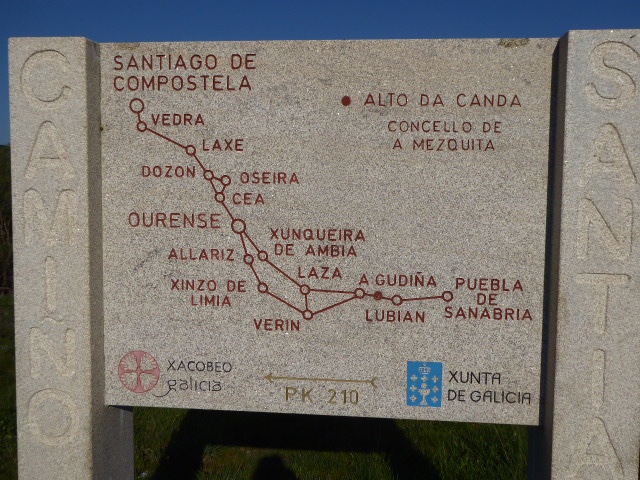 CAMIÑO
SANTIAGO DE
COMPOSTELA
VEDRA
LAXE
DOZON
OSEIRA
CEA
OURENSE
XUNQUEIRA
DE AMBIA
ALLARIZ
LAZA
XINZO DE
LIMIA
VERIN
A GUDIÑA
LUBIAN
PUEBLA
DE
SANABRIA
ALTO DA CANDA
CONCELLO DE
A MEZQUITA
XACOBEO
galicia
PK 210
XUNTA
DE GALICIA
SANTIA